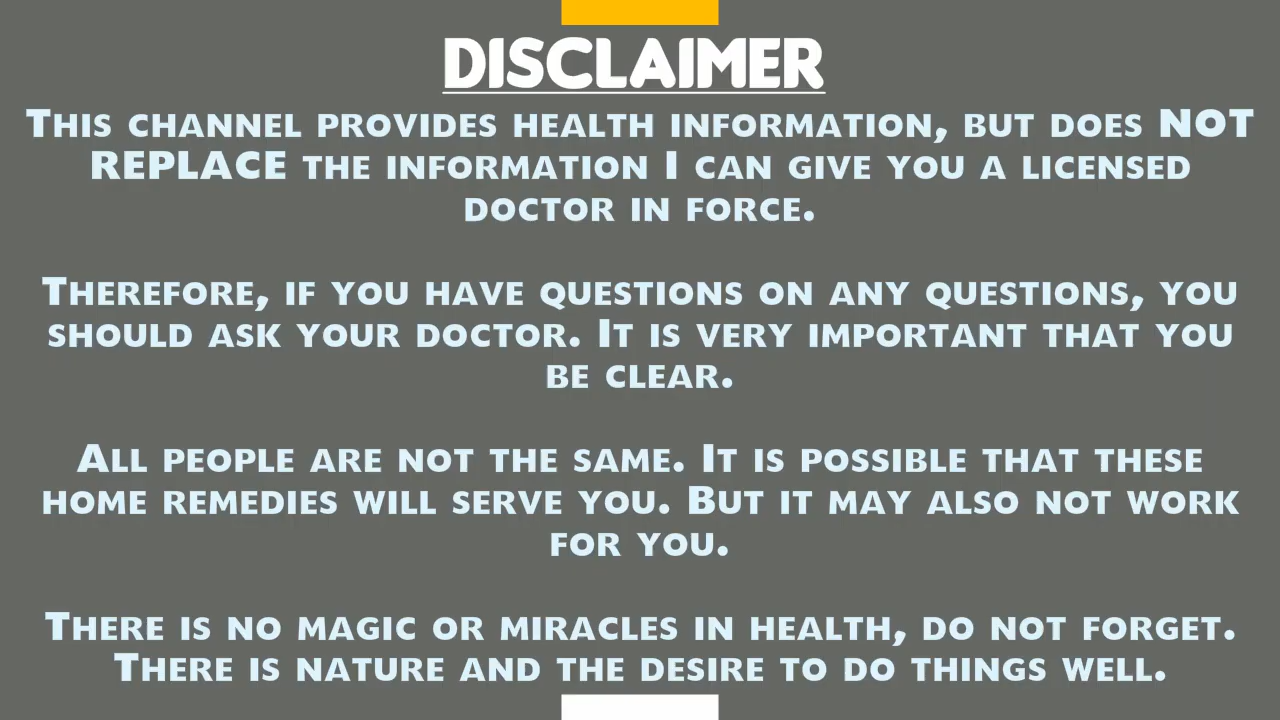 DISCLAIMER
THIS CHANNEL PROVIDES HEALTH INFORMATION, BUT DOES NOT
REPLACE THE INFORMATION I CAN GIVE YOU A LICENSED
DOCTOR IN FORCE.
THEREFORE, IF YOU HAVE QUESTIONS ON ANY QUESTIONS, YOU
SHOULD ASK YOUR DOCTOR. IT IS VERY IMPORTANT THAT YOU
BE CLEAR.
ALL PEOPLE ARE NOT THE SAME. IT IS POSSIBLE THAT THESE
HOME REMEDIES WILL SERVE YOU. BUT IT MAY ALSO NOT WORK
FOR YOU.
THERE IS NO MAGIC OR MIRACLES IN HEALTH, DO NOT FORGET.
THERE IS NATURE AND THE DESIRE TO DO THINGS WELL.